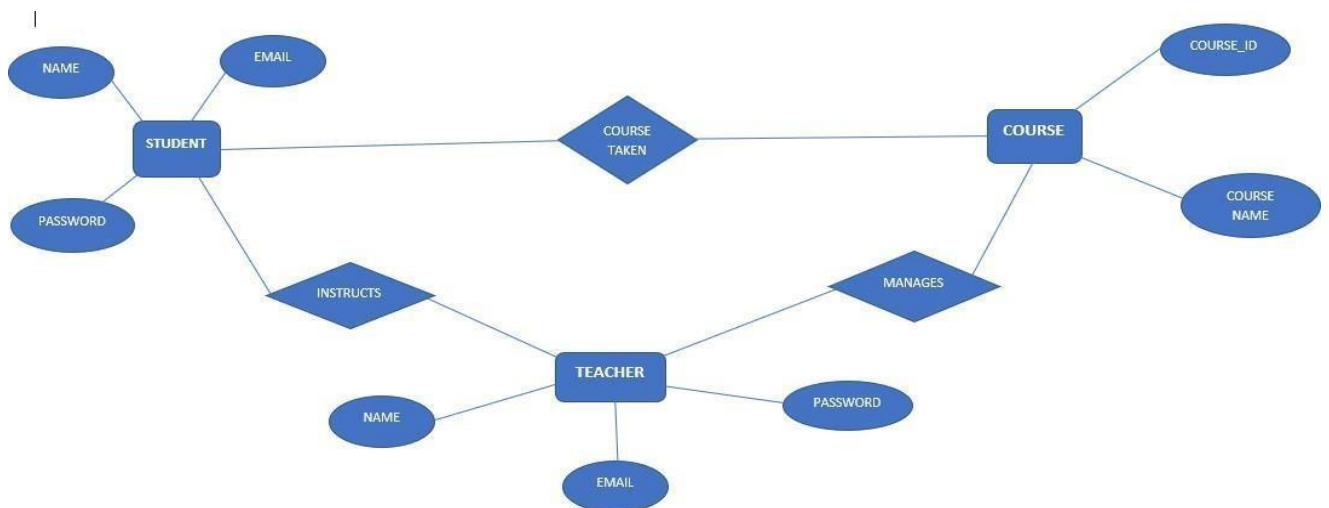 EMAIL
NAME
COURSE_ID
STUDENT
COURSE
TAKEN
COURSE
PASSWORD
COURSE
NAME
INSTRUCTS
MANAGES
TEACHER
NAME
PASSWORD
EMAIL